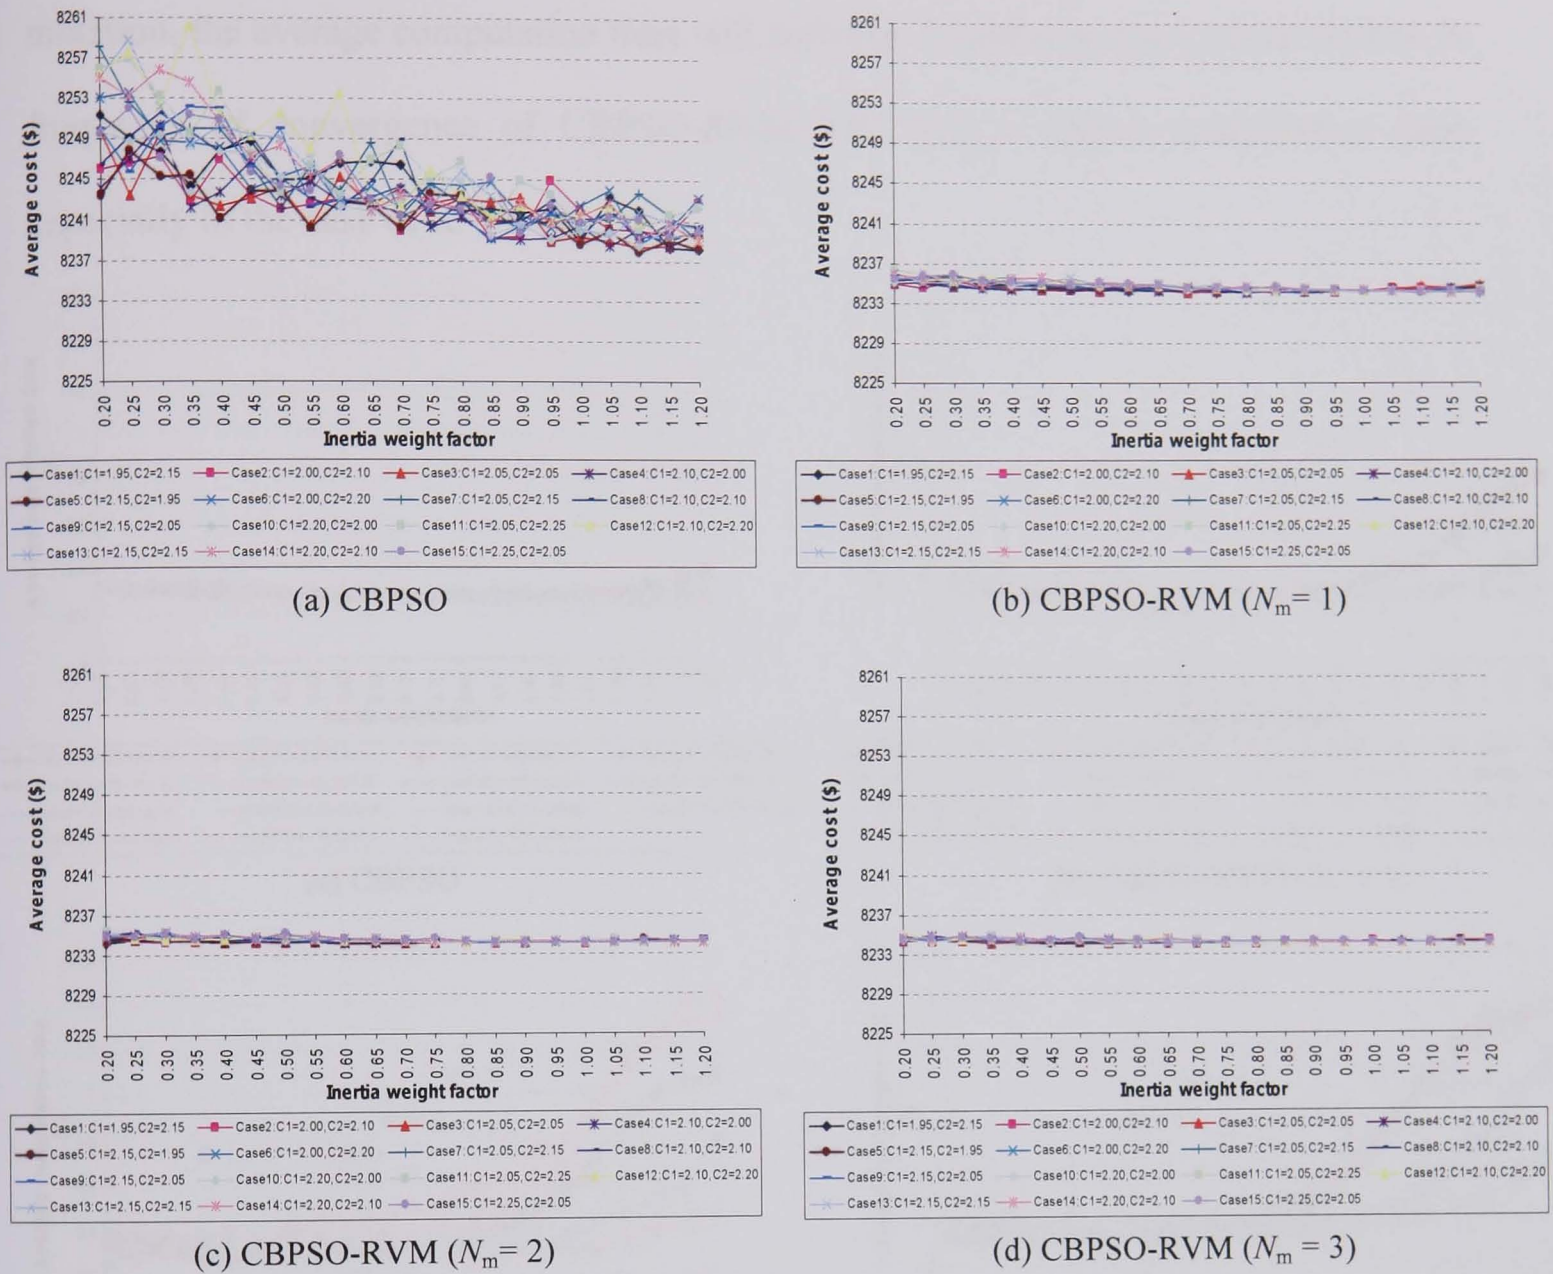 8261
8257
8253
8249
8245
8241
8237
8233
8229
8225
Average cost ($)
0.20 0.25 0.30 0.35 0.40 0.45 0.50 0.55 0.60 0.65 0.70 0.75 0.80 0.85 0.90 0.95 1.00 1.05 1.10 1.15 1.20
Inertia weight factor
Case1:C1=1.95,C2=2.15 Case2:C1=2.00,C2=2.10 Case3:C1=2.05,C2=2.05 Case4:C1=2.10,C2=2.00
Case5:C1=2.15,C2=1.95 Case6:C1=2.00,C2=2.20 Case7:C1=2.05,C2=2.15 Case8:C1=2.10,C2=2.10
Case9:C1=2.15,C2=2.05 Case10:C1=2.20,C2=2.00 Case11:C1=2.05,C2=2.25 Case12:C1=2.10,C2=2.20
Case13:C1=2.15,C2=2.15 Case14:C1=2.20,C2=2.10 Case15:C1=2.25,C2=2.05
(a) CBPSO
8261
8257
8253
8249
8245
8241
8237
8233
8229
8225
Average cost ($)
0.20 0.25 0.30 0.35 0.40 0.45 0.50 0.55 0.60 0.65 0.70 0.75 0.80 0.85 0.90 0.95 1.00 1.05 1.10 1.15 1.20
Inertia weight factor
Case1:C1=1.95,C2=2.15 Case2:C1=2.00,C2=2.10 Case3:C1=2.05,C2=2.05 Case4:C1=2.10,C2=2.00
Case5:C1=2.15,C2=1.95 Case6:C1=2.00,C2=2.20 Case7:C1=2.05,C2=2.15 Case8:C1=2.10,C2=2.10
Case9:C1=2.15,C2=2.05 Case10:C1=2.20,C2=2.00 Case11:C1=2.05,C2=2.25 Case12:C1=2.10,C2=2.20
Case13:C1=2.15,C2=2.15 Case14:C1=2.20,C2=2.10 Case15:C1=2.25,C2=2.05
(b) CBPSO-RVM (Nm= 1)
8261
8257
8253
8249
8245
8241
8237
8233
8229
8225
Average cost ($)
0.20 0.25 0.30 0.35 0.40 0.45 0.50 0.55 0.60 0.65 0.70 0.75 0.80 0.85 0.90 0.95 1.00 1.05 1.10 1.15 1.20
Inertia weight factor
Case1:C1=1.95,C2=2.15 Case2:C1=2.00,C2=2.10 Case3:C1=2.05,C2=2.05 Case4:C1=2.10,C2=2.00
Case5:C1=2.15,C2=1.95 Case6:C1=2.00,C2=2.20 Case7:C1=2.05,C2=2.15 Case8:C1=2.10,C2=2.10
Case9:C1=2.15,C2=2.05 Case10:C1=2.20,C2=2.00 Case11:C1=2.05,C2=2.25 Case12:C1=2.10,C2=2.20
Case13:C1=2.15,C2=2.15 Case14:C1=2.20,C2=2.10 Case15:C1=2.25,C2=2.05
(c) CBPSO-RVM (Nm= 2)
8261
8257
8253
8249
8245
8241
8237
8233
8229
8225
Average cost ($)
0.20 0.25 0.30 0.35 0.40 0.45 0.50 0.55 0.60 0.65 0.70 0.75 0.80 0.85 0.90 0.95 1.00 1.05 1.10 1.15 1.20
Inertia weight factor
Case1:C1=1.95,C2=2.15 Case2:C1=2.00,C2=2.10 Case3:C1=2.05,C2=2.05 Case4:C1=2.10,C2=2.00
Case5:C1=2.15,C2=1.95 Case6:C1=2.00,C2=2.20 Case7:C1=2.05,C2=2.15 Case8:C1=2.10,C2=2.10
Case9:C1=2.15,C2=2.05 Case10:C1=2.20,C2=2.00 Case11:C1=2.05,C2=2.25 Case12:C1=2.10,C2=2.20
Case13:C1=2.15,C2=2.15 Case14:C1=2.20,C2=2.10 Case15:C1=2.25,C2=2.05
(d) CBPSO-RVM (Nm = 3)